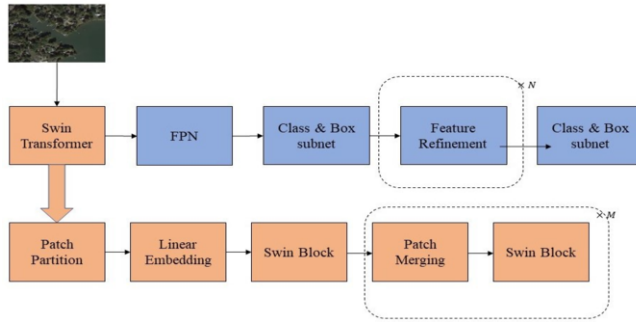 × N
Swin
Transformer
FPN
Class & Box
subnet
Feature
Refinement
Class & Box
subnet
× M
Patch
Partition
Linear
Embedding
Swin Block
Patch
Merging
Swin Block